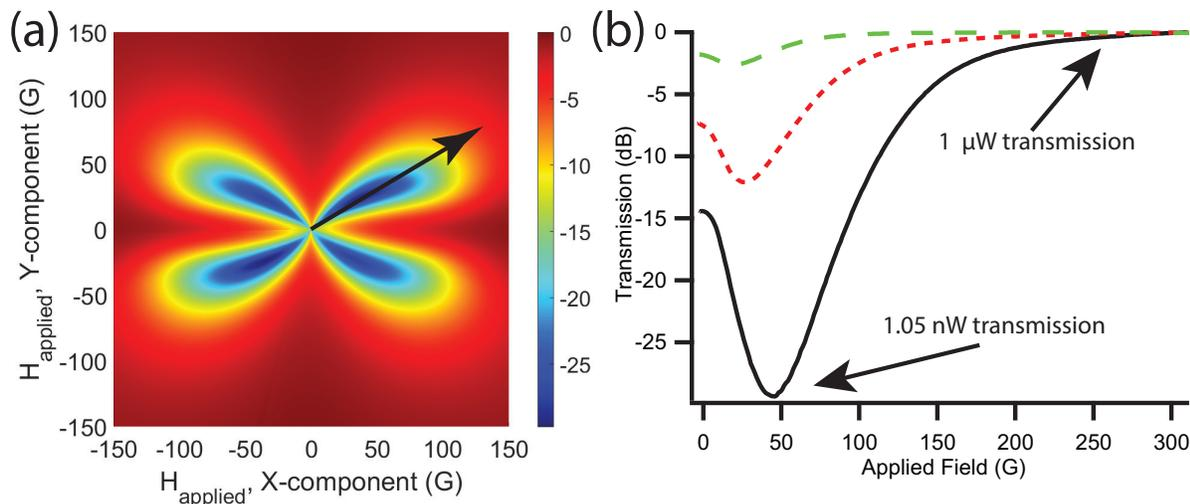 (a)
150
100
50
0
-50
-100
-150
H applied, Y-component (G)
-150 -100 -50 0 50 100 150
H applied, X-component (G)
0
-5
-10
-15
-20
-25
(b)
0
-5
-10
-15
-20
-25
Transmission (dB)
1 μW transmission
1.05 nW transmission
0 50 100 150 200 250 300
Applied Field (G)